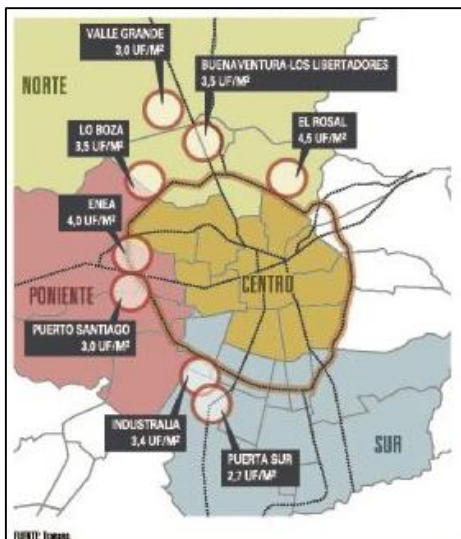 VALLE GRANDE
3,0 UF/M²
BUENAVENTURA-LOS LIBERTADORES
3,5 UF/M²
NORTE
LO BOZA
3,5 UF/M²
EL ROSAL
4,5 UF/M²
ENEA
4,0 UF/M²
CENTRO
PONIENTE
PUERTO SANTIAGO
3,0 UF/M²
INDUSTRALIA
3,4 UF/M²
PUERTA SUR
2,7 UF/M²
SUR
FUENTE: